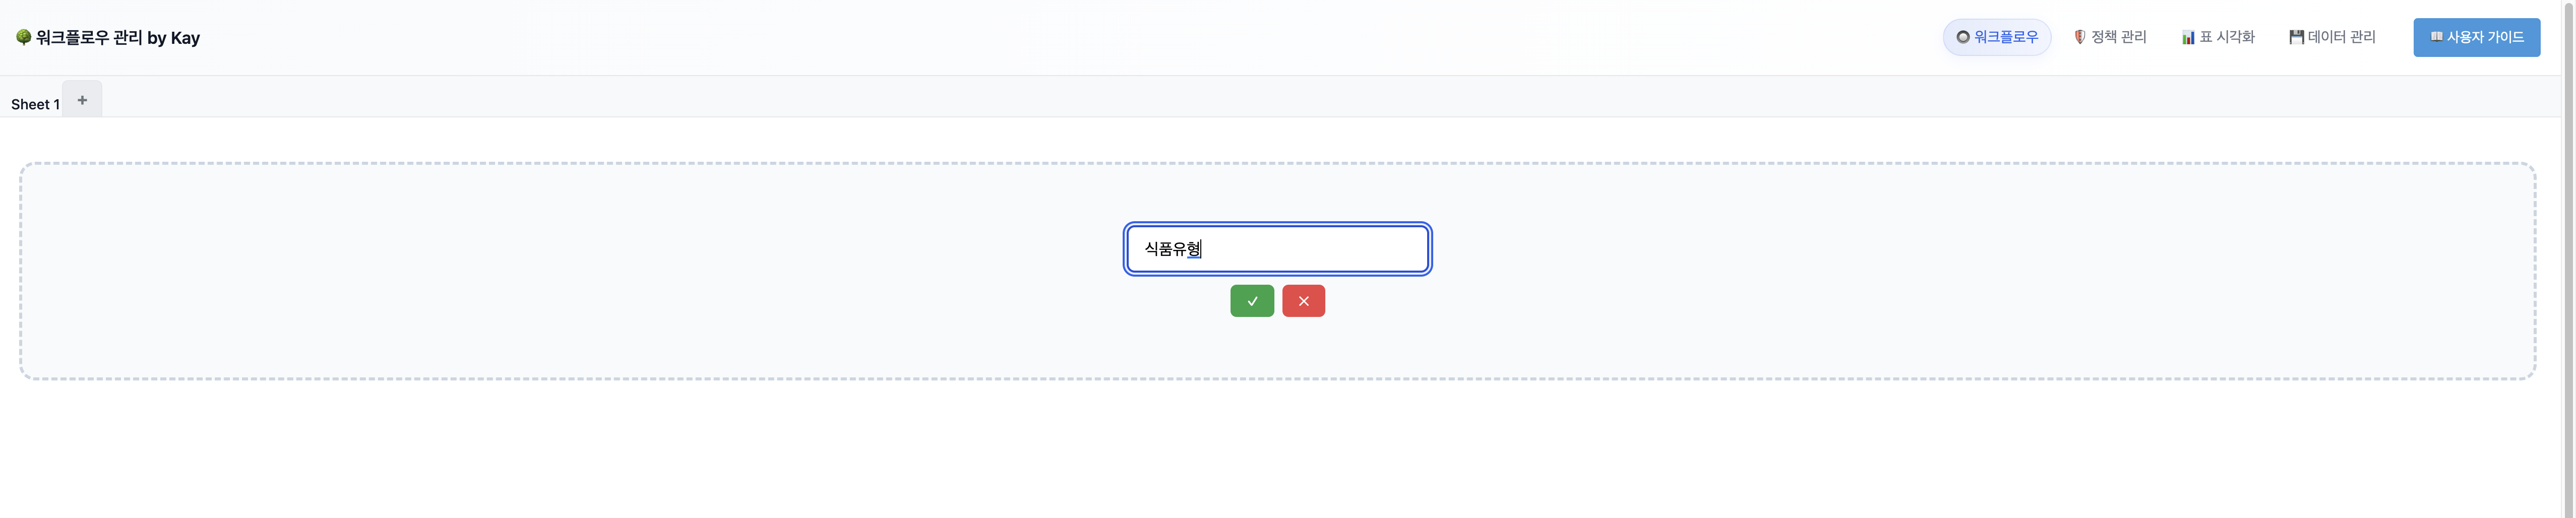 워크플로우 관리 by Kay
워크플로우
정책 관리
표 시각화
데이터 관리
사용자 가이드
Sheet 1
+
식품유형